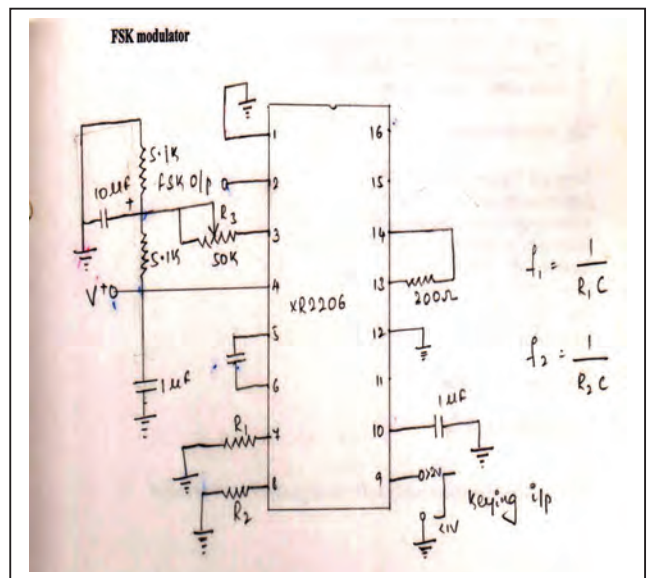 FSK modulator
1
16
5.1K
10µf
+
FSK O/p
2
15
R3
3
14
50K
5.1K
V+
4
13
200Ω
XR2206
5
12
6
11
1µf
1µf
R1
7
10
8
9
>2V
R2
<1V
Keying i/p
f1 = 1/R1C
f2 = 1/R2C